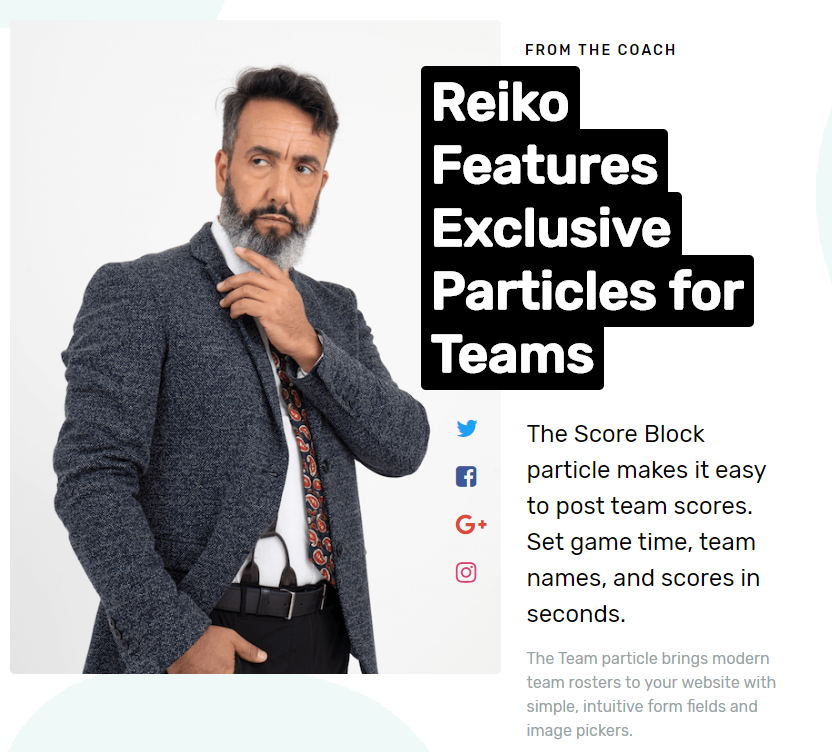 FROM THE COACH
Reiko
Features
Exclusive
Particles for
Teams
The Score Block
particle makes it easy
to post team scores.
Set game time, team
names, and scores in
seconds.
The Team particle brings modern
team rosters to your website with
simple, intuitive form fields and
image pickers.